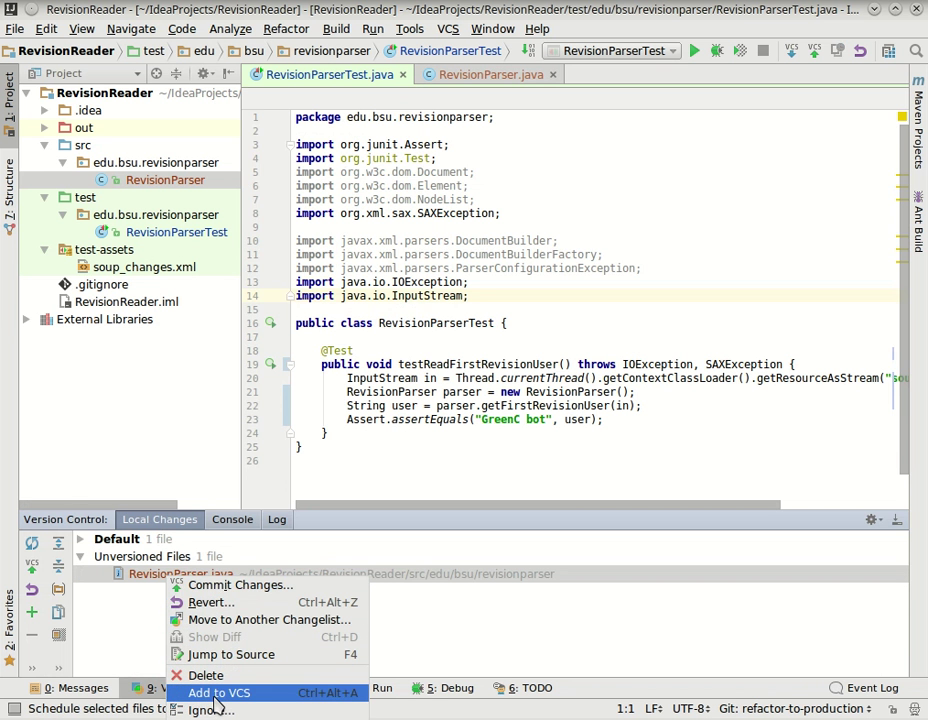 RevisionReader - [~/IdeaProjects/RevisionReader] - [RevisionReader] - ~/IdeaProjects/RevisionReader/test/edu/bsu/revisionparser/RevisionParserTest.java - I...
File Edit View Navigate Code Analyze Refactor Build Run Tools VCS Window Help
RevisionReader test edu bsu revisionparser RevisionParserTest RevisionParserTest
1: Project
7: Structure
2: Favorites
Project
RevisionParserTest.java
RevisionParser.java
RevisionReader ~/IdeaProjects/
.idea
out
src
edu.bsu.revisionparser
RevisionParser
test
edu.bsu.revisionparser
RevisionParserTest
test-assets
soup_changes.xml
.gitignore
RevisionReader.iml
External Libraries
1 package edu.bsu.revisionparser;
2
3 import org.junit.Assert;
4 import org.junit.Test;
5 import org.w3c.dom.Document;
6 import org.w3c.dom.Element;
7 import org.w3c.dom.NodeList;
8 import org.xml.sax.SAXException;
9
10 import javax.xml.parsers.DocumentBuilder;
11 import javax.xml.parsers.DocumentBuilderFactory;
12 import javax.xml.parsers.ParserConfigurationException;
13 import java.io.IOException;
14 import java.io.InputStream;
15
16 public class RevisionParserTest {
17
18 @Test
19 public void testReadFirstRevisionUser() throws IOException, SAXException {
20 InputStream in = Thread.currentThread().getContextClassLoader().getResourceAsStream("sou
21 RevisionParser parser = new RevisionParser();
22 String user = parser.getFirstRevisionUser(in);
23 Assert.assertEquals("GreenC bot", user);
24 }
25 }
26
Maven Projects
Ant Build
Version Control: Local Changes Console Log
Default 1 file
Unversioned Files 1 file
RevisionParser.java ~/IdeaProjects/RevisionReader/src/edu/bsu/revisionparser
VCS Commit Changes...
Revert... Ctrl+Alt+Z
Move to Another Changelist...
Show Diff Ctrl+D
Jump to Source F4
Delete
Add to VCS Ctrl+Alt+A
0: Messages 9: V Run 5: Debug 6: TODO Event Log
Schedule selected files to 1:1 LF÷ UTF-8÷ Git: refactor-to-production ÷